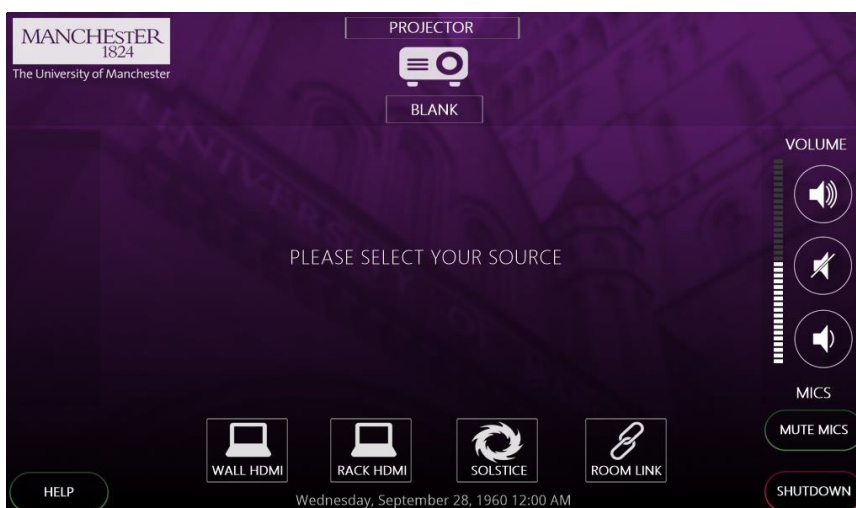 MANCHESTER
1824
The University of Manchester
PROJECTOR
BLANK
VOLUME
PLEASE SELECT YOUR SOURCE
MICS
MUTE MICS
WALL HDMI
RACK HDMI
SOLSTICE
ROOM LINK
HELP
Wednesday, September 28, 1960 12:00 AM
SHUTDOWN